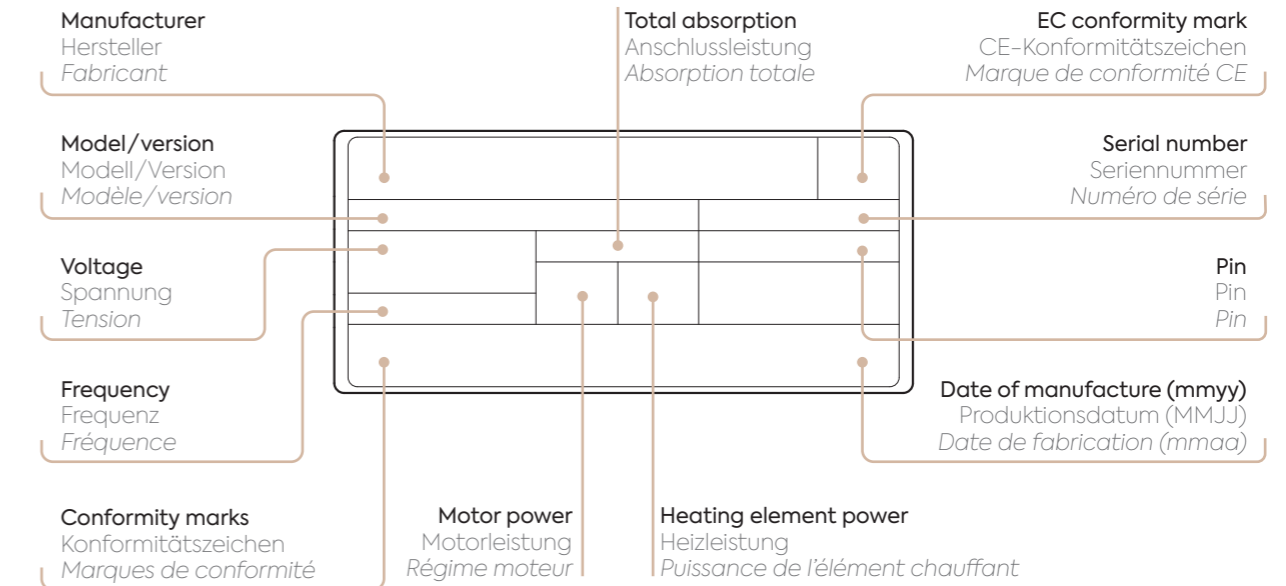 Manufacturer
Hersteller
Fabricant
Total absorption
Anschlussleistung
Absorption totale
EC conformity mark
CE-Konformitätszeichen
Marque de conformité CE
Model/version
Modell/Version
Modèle/version
Serial number
Seriennummer
Numéro de série
Voltage
Spannung
Tension
Pin
Pin
Pin
Frequency
Frequenz
Fréquence
Date of manufacture (mmyy)
Produktionsdatum (MMJJ)
Date de fabrication (mmaa)
Conformity marks
Konformitätszeichen
Marques de conformité
Motor power
Motorleistung
Régime moteur
Heating element power
Heizleistung
Puissance de l'élément chauffant